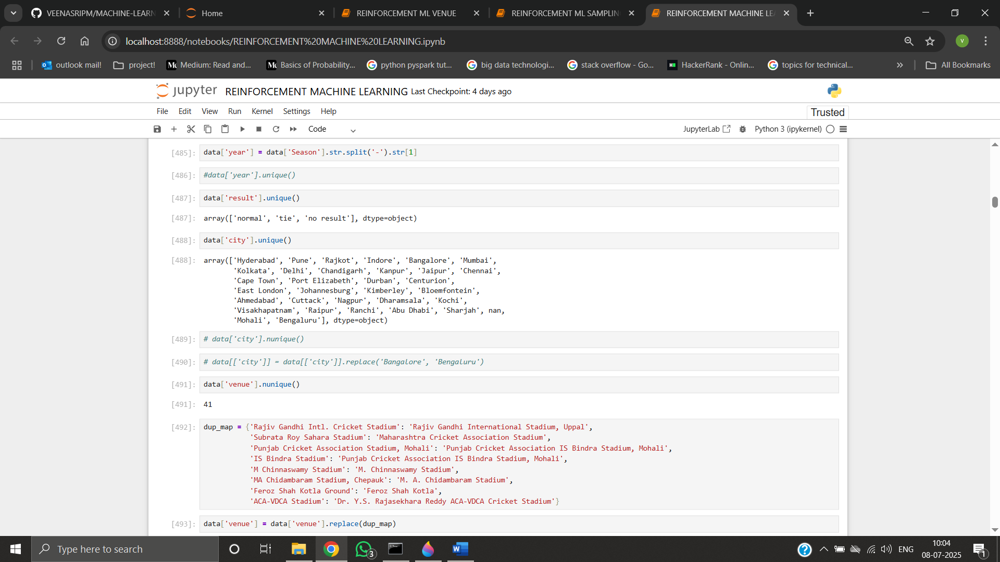 VEENASRIPM/MACHINE-LEARN
Home
REINFORCEMENT ML VENUE
REINFORCEMENT ML SAMPLIN
REINFORCEMENT MACHINE LE
localhost:8888/notebooks/REINFORCEMENT%20MACHINE%20LEARNING.ipynb
V
outlook mail!
project!
Medium: Read and...
Basics of Probability...
python pyspark tut...
big data technologi...
stack overflow - Go...
HackerRank - Onlin...
topics for technical...
All Bookmarks
jupyter REINFORCEMENT MACHINE LEARNING Last Checkpoint: 4 days ago
File Edit View Run Kernel Settings Help
Trusted
Code
JupyterLab
Python 3 (ipykernel)
[485]: data['year'] = data['Season'].str.split('-').str[1]
[486]: #data['year'].unique()
[487]: data['result'].unique()
[487]: array(['normal', 'tie', 'no result'], dtype=object)
[488]: data['city'].unique()
[488]: array(['Hyderabad', 'Pune', 'Rajkot', 'Indore', 'Bangalore', 'Mumbai',
'Kolkata', 'Delhi', 'Chandigarh', 'Kanpur', 'Jaipur', 'Chennai',
'Cape Town', 'Port Elizabeth', 'Durban', 'Centurion',
'East London', 'Johannesburg', 'Kimberley', 'Bloemfontein',
'Ahmedabad', 'Cuttack', 'Nagpur', 'Dharamsala', 'Kochi',
'Visakhapatnam', 'Raipur', 'Ranchi', 'Abu Dhabi', 'Sharjah', nan,
'Mohali', 'Bengaluru'], dtype=object)
[489]: # data['city'].nunique()
[490]: # data[['city']] = data[['city']].replace('Bangalore', 'Bengaluru')
[491]: data['venue'].nunique()
[491]: 41
[492]: dup_map = {'Rajiv Gandhi Intl. Cricket Stadium': 'Rajiv Gandhi International Stadium, Uppal',
'Subrata Roy Sahara Stadium': 'Maharashtra Cricket Association Stadium',
'Punjab Cricket Association Stadium, Mohali': 'Punjab Cricket Association IS Bindra Stadium, Mohali',
'IS Bindra Stadium': 'Punjab Cricket Association IS Bindra Stadium, Mohali',
'M Chinnaswamy Stadium': 'M. Chinnaswamy Stadium',
'MA Chidambaram Stadium, Chepauk': 'M. A. Chidambaram Stadium',
'Feroz Shah Kotla Ground': 'Feroz Shah Kotla',
'ACA-VDCA Stadium': 'Dr. Y.S. Rajasekhara Reddy ACA-VDCA Cricket Stadium'}
[493]: data['venue'] = data['venue'].replace(dup_map)
Type here to search
3
ENG
10:04
08-07-2025
1